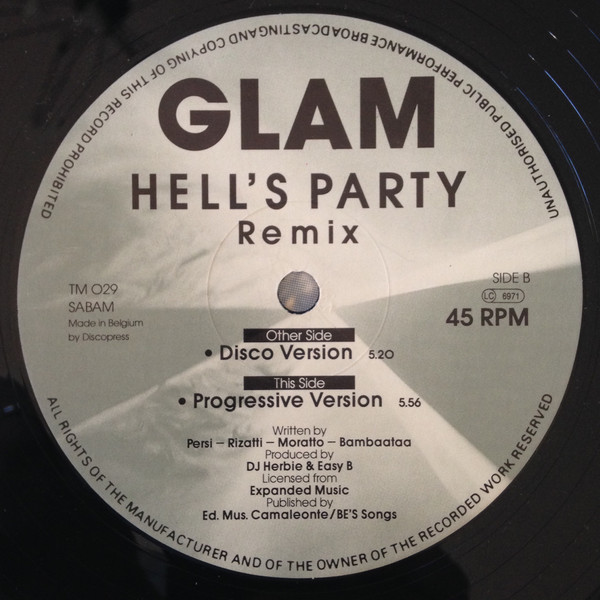 UNAUTHORISED PUBLIC PERFORMANCE BROADCASTING AND COPYING OF THIS RECORD PROHIBITED
GLAM
HELL'S PARTY
Remix
TM 029
SABAM
Made in Belgium
by Discopress
SIDE B
LC 6971
45 RPM
Other Side
• Disco Version 5.20
This Side
• Progressive Version 5.56
Written by
Persi – Rizatti – Moratto – Bambaataa
Produced by
DJ Herbie & Easy B
Licensed from
Expanded Music
Published by
Ed. Mus. Camaleonte/BE'S Songs
ALL RIGHTS OF THE MANUFACTURER AND OF THE OWNER OF THE RECORDED WORK RESERVED